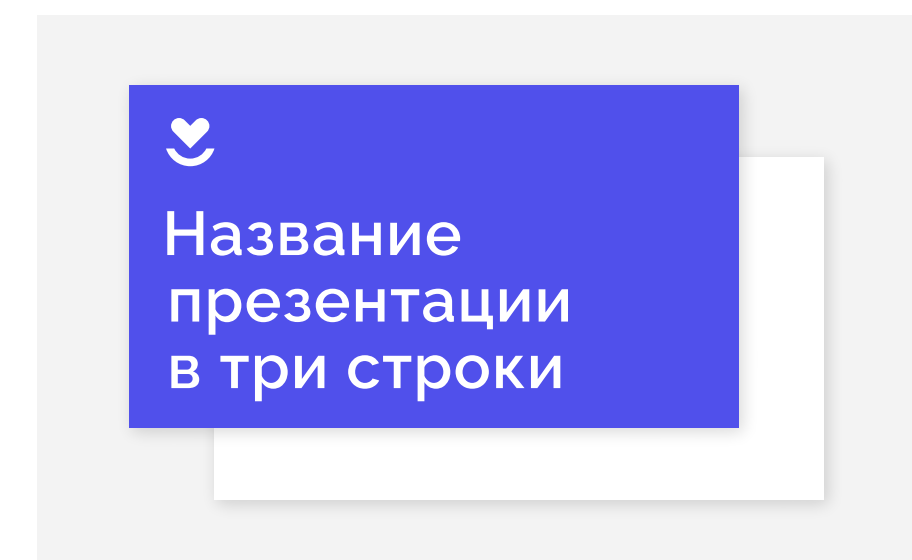 Название
презентации
в три строки